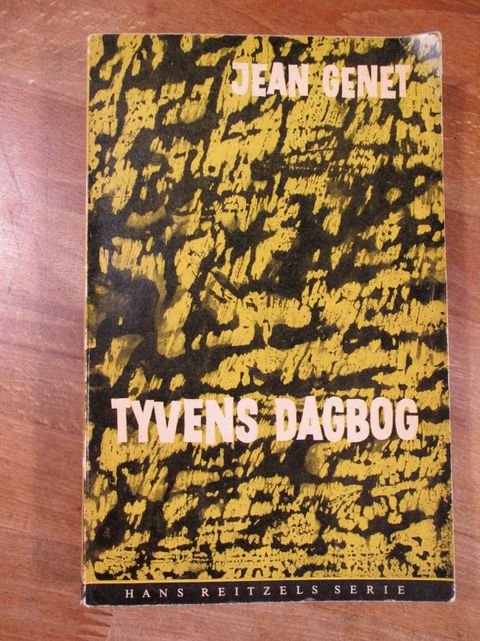 JEAN GENET
TYVENS DAGBOG
HANS REITZELS SERIE